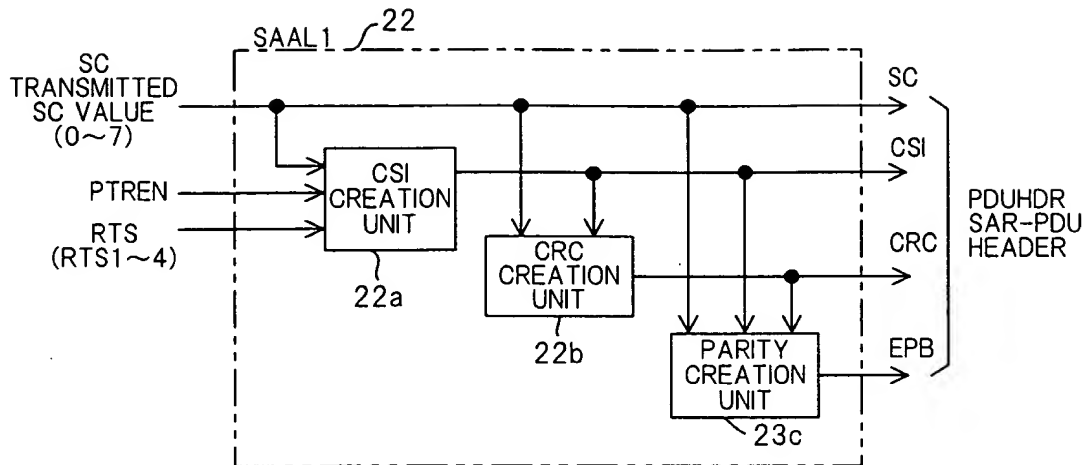 SAAL1
22
SC
TRANSMITTED
SC VALUE
(0~7)
PTREN
RTS
(RTS1~4)
CSI
CREATION
UNIT
22a
CRC
CREATION
UNIT
22b
PARITY
CREATION
UNIT
23c
SC
CSI
CRC
EPB
PDUHDR
SAR-PDU
HEADER